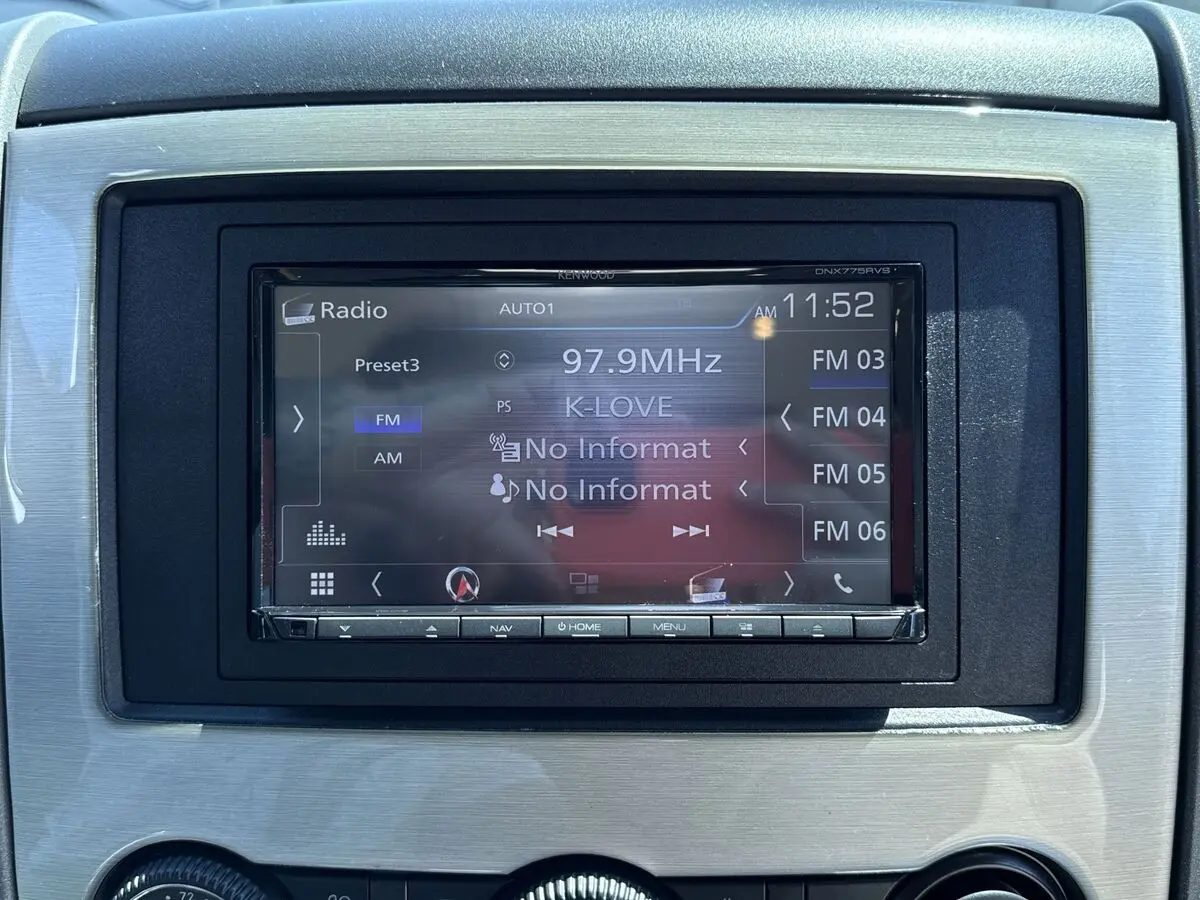 KENWOOD
DNX775RVS
Radio
AUTO1
AM 11:52
Preset3
97.9MHz
FM 03
PS K-LOVE
FM
FM 04
No Informat
AM
FM 05
No Informat
FM 06
NAV
HOME
MENU
72